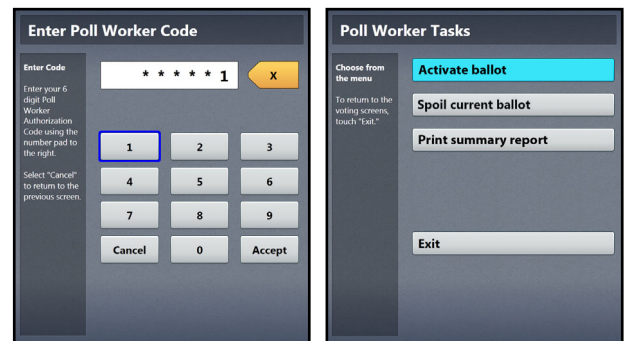 Enter Poll Worker Code
Enter Code
Enter your 6
digit Poll
Worker
Authorization
Code using the
number pad to
the right.
Select "Cancel"
to return to the
previous screen.
* * * * * 1
X
1 2 3
4 5 6
7 8 9
Cancel 0 Accept
Poll Worker Tasks
Choose from
the menu
To return to the
voting screens,
touch "Exit."
Activate ballot
Spoil current ballot
Print summary report
Exit